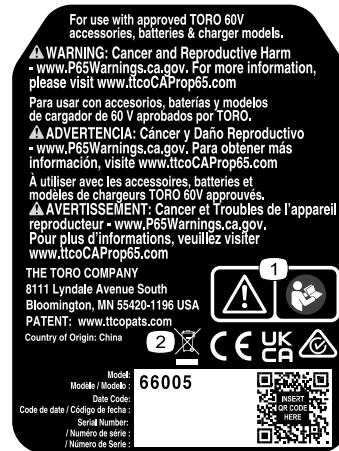 For use with approved TORO 60V
accessories, batteries & charger models.
WARNING: Cancer and Reproductive Harm
- www.P65Warnings.ca.gov. For more information,
please visit www.ttcoCAProp65.com
Para usar con accesorios, baterías y modelos
de cargador de 60 V aprobados por TORO.
ADVERTENCIA: Cáncer y Daño Reproductivo
- www.P65Warnings.ca.gov. Para obtener más
información, visite www.ttcoCAProp65.com
À utiliser avec les accessoires, batteries et
modèles de chargeurs TORO 60V approuvés.
AVERTISSEMENT: Cancer et Troubles de l'appareil
reproducteur - www.P65Warnings.ca.gov.
Pour plus d'informations, veuillez visiter
www.ttcoCAProp65.com
THE TORO COMPANY
8111 Lyndale Avenue South
Bloomington, MN 55420-1196 USA
PATENT: www.ttcopats.com
Country of Origin: China
1
2
CE UK CA
Model:
Modèle / Modelo :
66005
Date Code:
Code de date / Código de fecha :
Serial Number:
/ Numéro de série :
/ Número de Serie :
INSERT
QR CODE
HERE